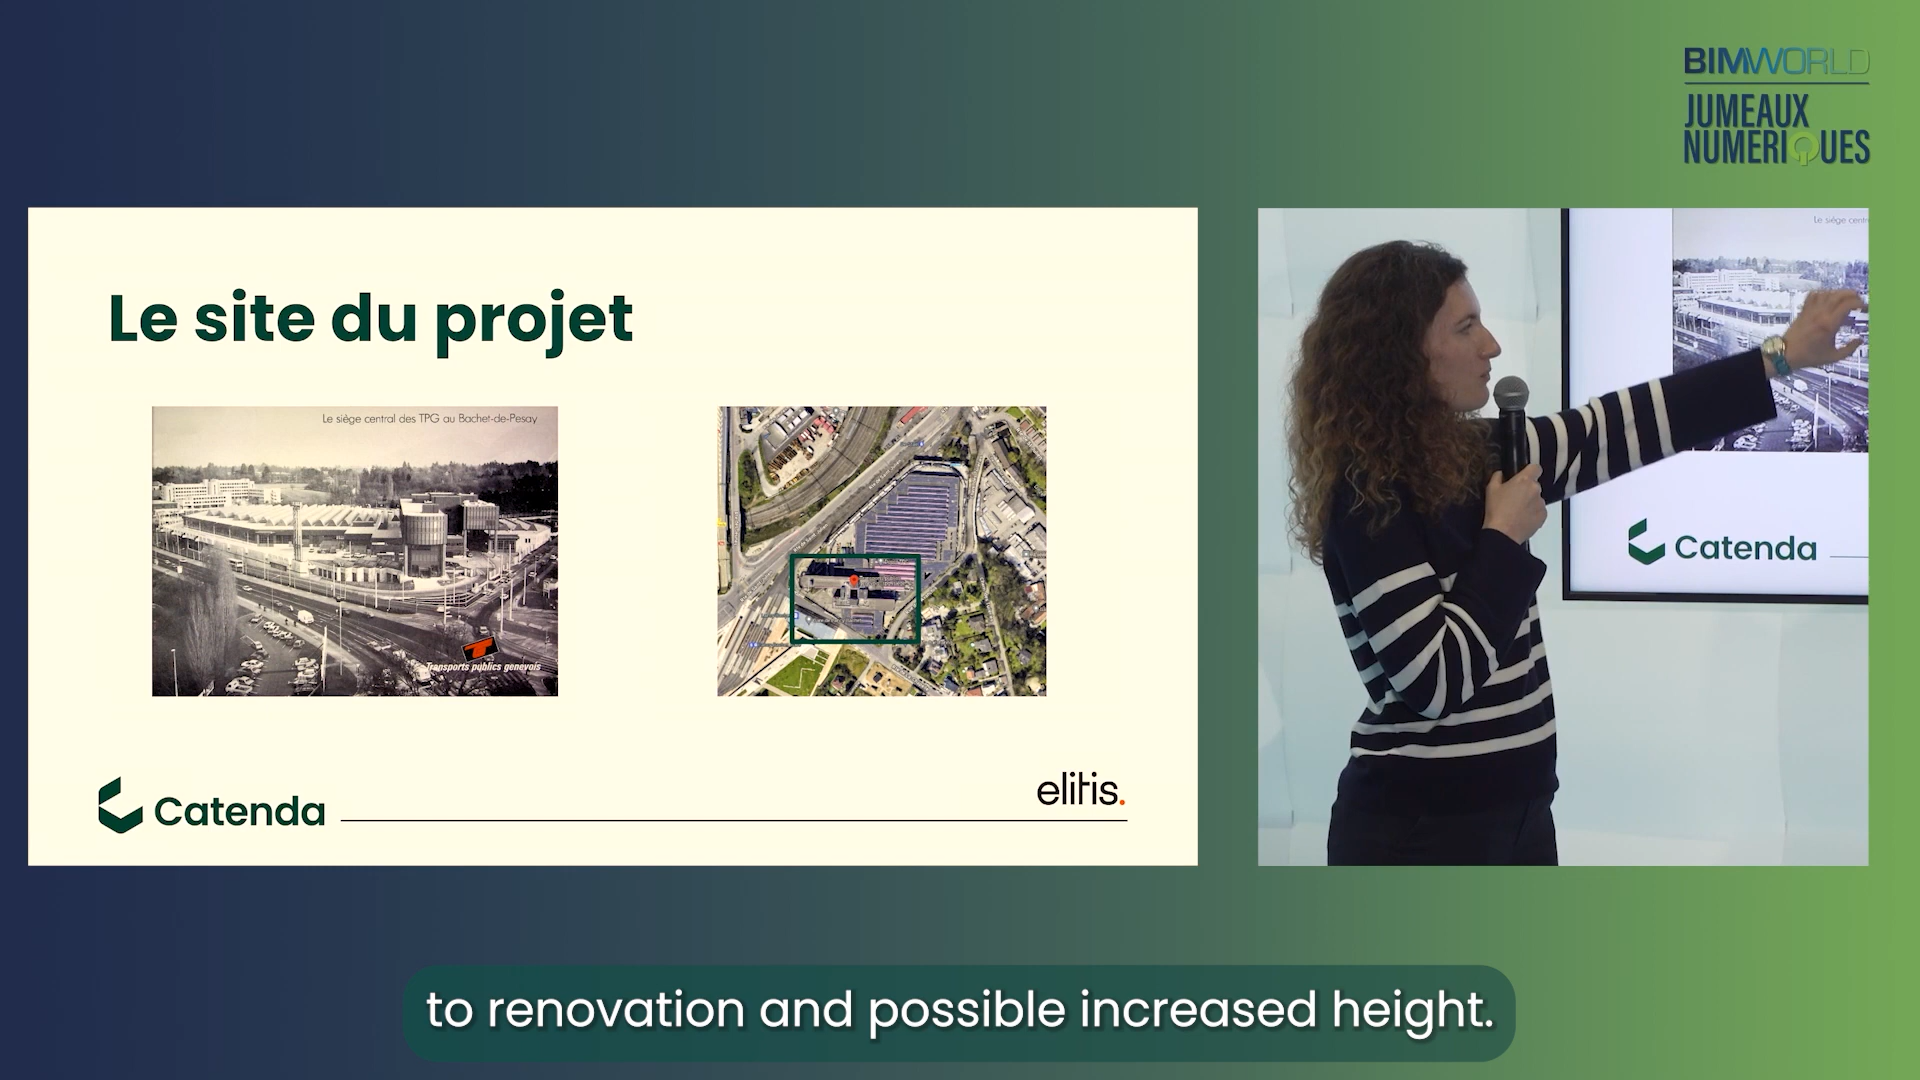 BIMWORLD
JUMEAUX
NUMERIQUES
Le site du projet
Le siège central des TPG au Bachet-de-Pesay
Transports publics genevois
Catenda
elitis.
Le siège centr
Catenda
to renovation and possible increased height.